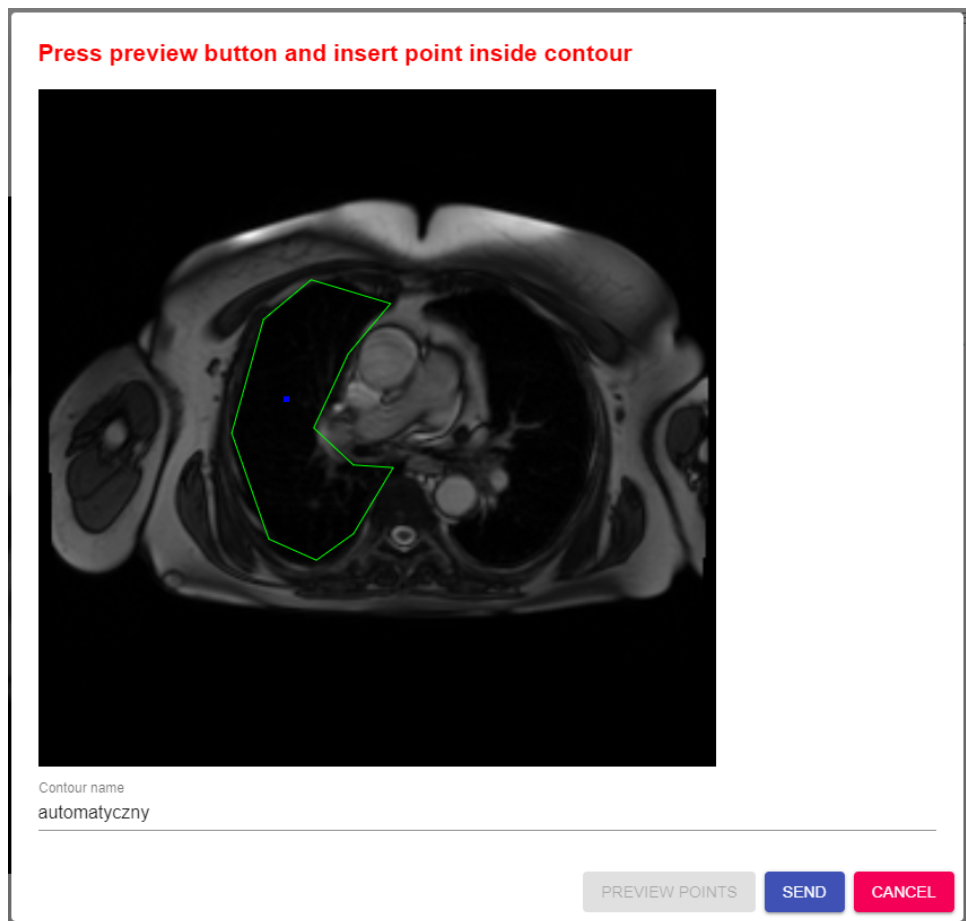 Press preview button and insert point inside contour
Contour name
automatyczny
PREVIEW POINTS SEND CANCEL